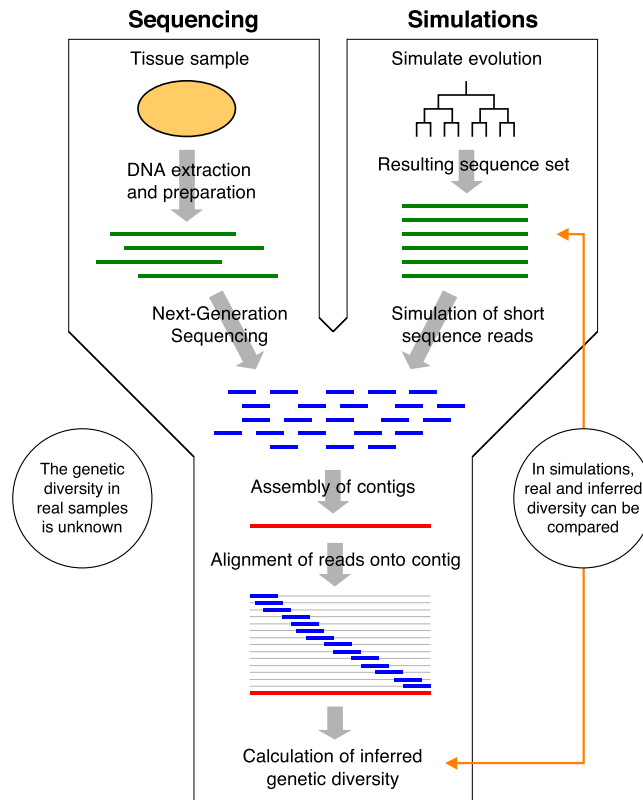 Sequencing
Simulations
Tissue sample
Simulate evolution
DNA extraction
and preparation
Resulting sequence set
Next-Generation
Sequencing
Simulation of short
sequence reads
The genetic
diversity in
real samples
is unknown
In simulations,
real and inferred
diversity can be
compared
Assembly of contigs
Alignment of reads onto contig
Calculation of inferred
genetic diversity